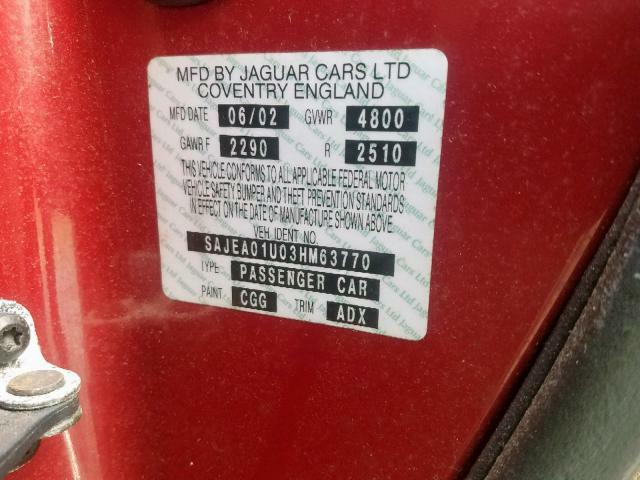 MFD BY JAGUAR CARS LTD
COVENTRY ENGLAND
MFD DATE 06/02 GVWR 4800
GAWR F 2290 R 2510
THIS VEHICLE CONFORMS TO ALL APPLICABLE FEDERAL MOTOR
VEHICLE SAFETY BUMPER AND THEFT PREVENTION STANDARDS
IN EFFECT ON THE DATE OF MANUFACTURE SHOWN ABOVE.
VEH. IDENT NO.
SAJEA01U03HM63770
TYPE: PASSENGER CAR
PAINT: CGG TRIM ADX